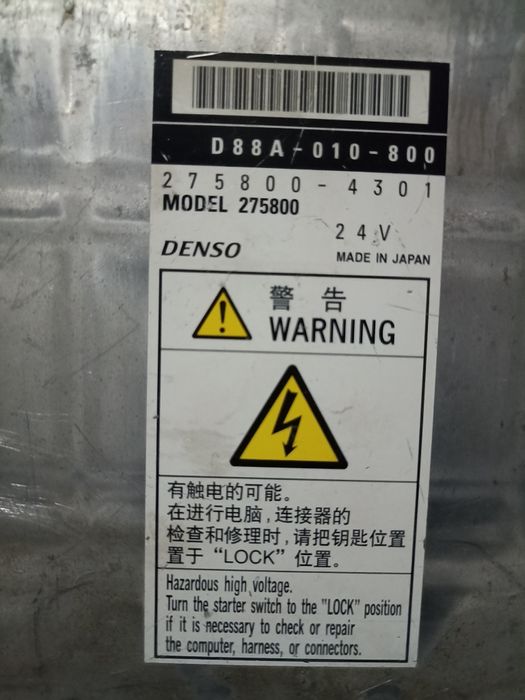 D88A-010-800
275800-4301
MODEL 275800
24V
DENSO
MADE IN JAPAN
警 告
WARNING
有触电的可能。
在进行电脑,连接器的
检查和修理时,请把钥匙位置
置于“LOCK”位置。
Hazardous high voltage.
Turn the starter switch to the "LOCK" position
if it is necessary to check or repair
the computer, harness, or connectors.